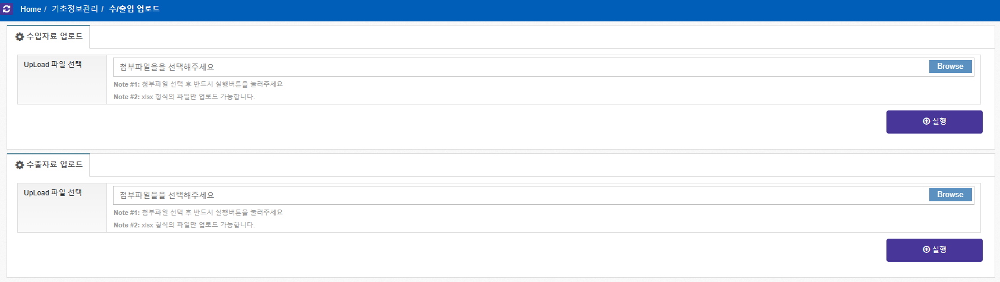 Home / 기초정보관리 / 수/출입 업로드
수입자료 업로드
UpLoad 파일 선택
첨부파일을을 선택해주세요
Browse
Note #1: 첨부파일 선택 후 반드시 실행버튼을 눌러주세요
Note #2: xlsx 형식의 파일만 업로드 가능합니다.
실행
수출자료 업로드
UpLoad 파일 선택
첨부파일을을 선택해주세요
Browse
Note #1: 첨부파일 선택 후 반드시 실행버튼을 눌러주세요
Note #2: xlsx 형식의 파일만 업로드 가능합니다.
실행